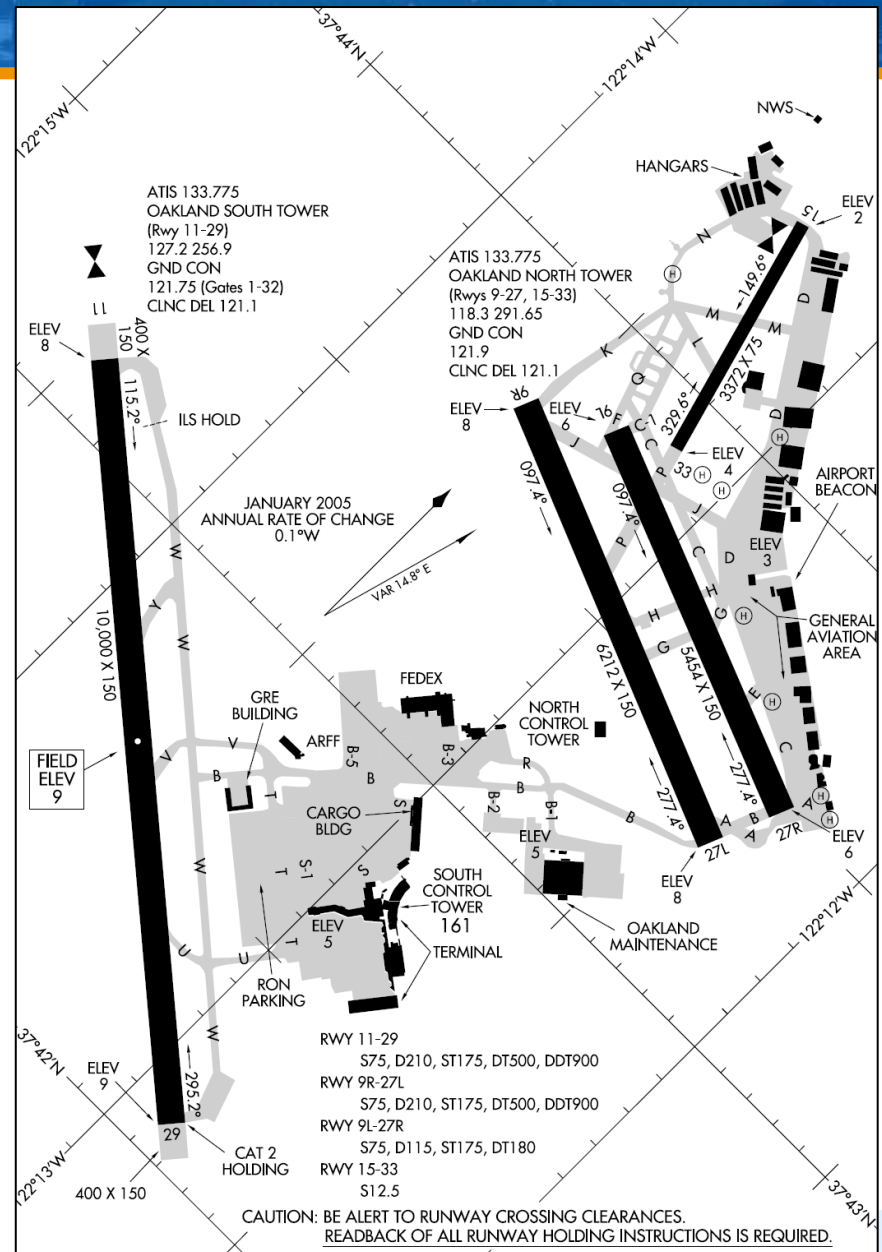 37°44'N
122°14'W
122°15'W
NWS
HANGARS
ATIS 133.775
OAKLAND SOUTH TOWER
(Rwy 11-29)
127.2 256.9
GND CON
121.75 (Gates 1-32)
CLNC DEL 121.1
ATIS 133.775
OAKLAND NORTH TOWER
(Rwys 9-27, 15-33)
118.3 291.65
GND CON
121.9
CLNC DEL 121.1
15
ELEV
2
N
H
149.6°
D
M
M
L
K
Q
3372 X 75
329.6°
11
ELEV
8
400 X
150
115.2°
ILS HOLD
9R
ELEV
8
ELEV
6
9L
F
C-1
C
J
P
33
H
H
ELEV
4
D
H
AIRPORT
BEACON
097.4°
097.4°
P
J
C
D
ELEV
3
JANUARY 2005
ANNUAL RATE OF CHANGE
0.1°W
VAR 14.8° E
W
W
Y
10,000 X 150
H
G
H
G
H
GENERAL
AVIATION
AREA
6212 X 150
5454 X 150
E
H
C
FEDEX
GRE
BUILDING
ARFF
NORTH
CONTROL
TOWER
FIELD
ELEV
9
V
V
B
T
B-5
B
B-3
R
B
B-2
B-1
B
277.4°
277.4°
CARGO
BLDG
S
A
B
A
A
H
H
27L
27R
ELEV
8
ELEV
6
ELEV
5
W
T
S-1
S
SOUTH
CONTROL
TOWER
161
ELEV
5
TERMINAL
OAKLAND
MAINTENANCE
122°12'W
U
U
T
RON
PARKING
W
37°42'N
ELEV
9
295.2°
29
CAT 2
HOLDING
122°13'W
400 X 150
RWY 11-29
S75, D210, ST175, DT500, DDT900
RWY 9R-27L
S75, D210, ST175, DT500, DDT900
RWY 9L-27R
S75, D115, ST175, DT180
RWY 15-33
S12.5
37°43'N
CAUTION: BE ALERT TO RUNWAY CROSSING CLEARANCES.
READBACK OF ALL RUNWAY HOLDING INSTRUCTIONS IS REQUIRED.